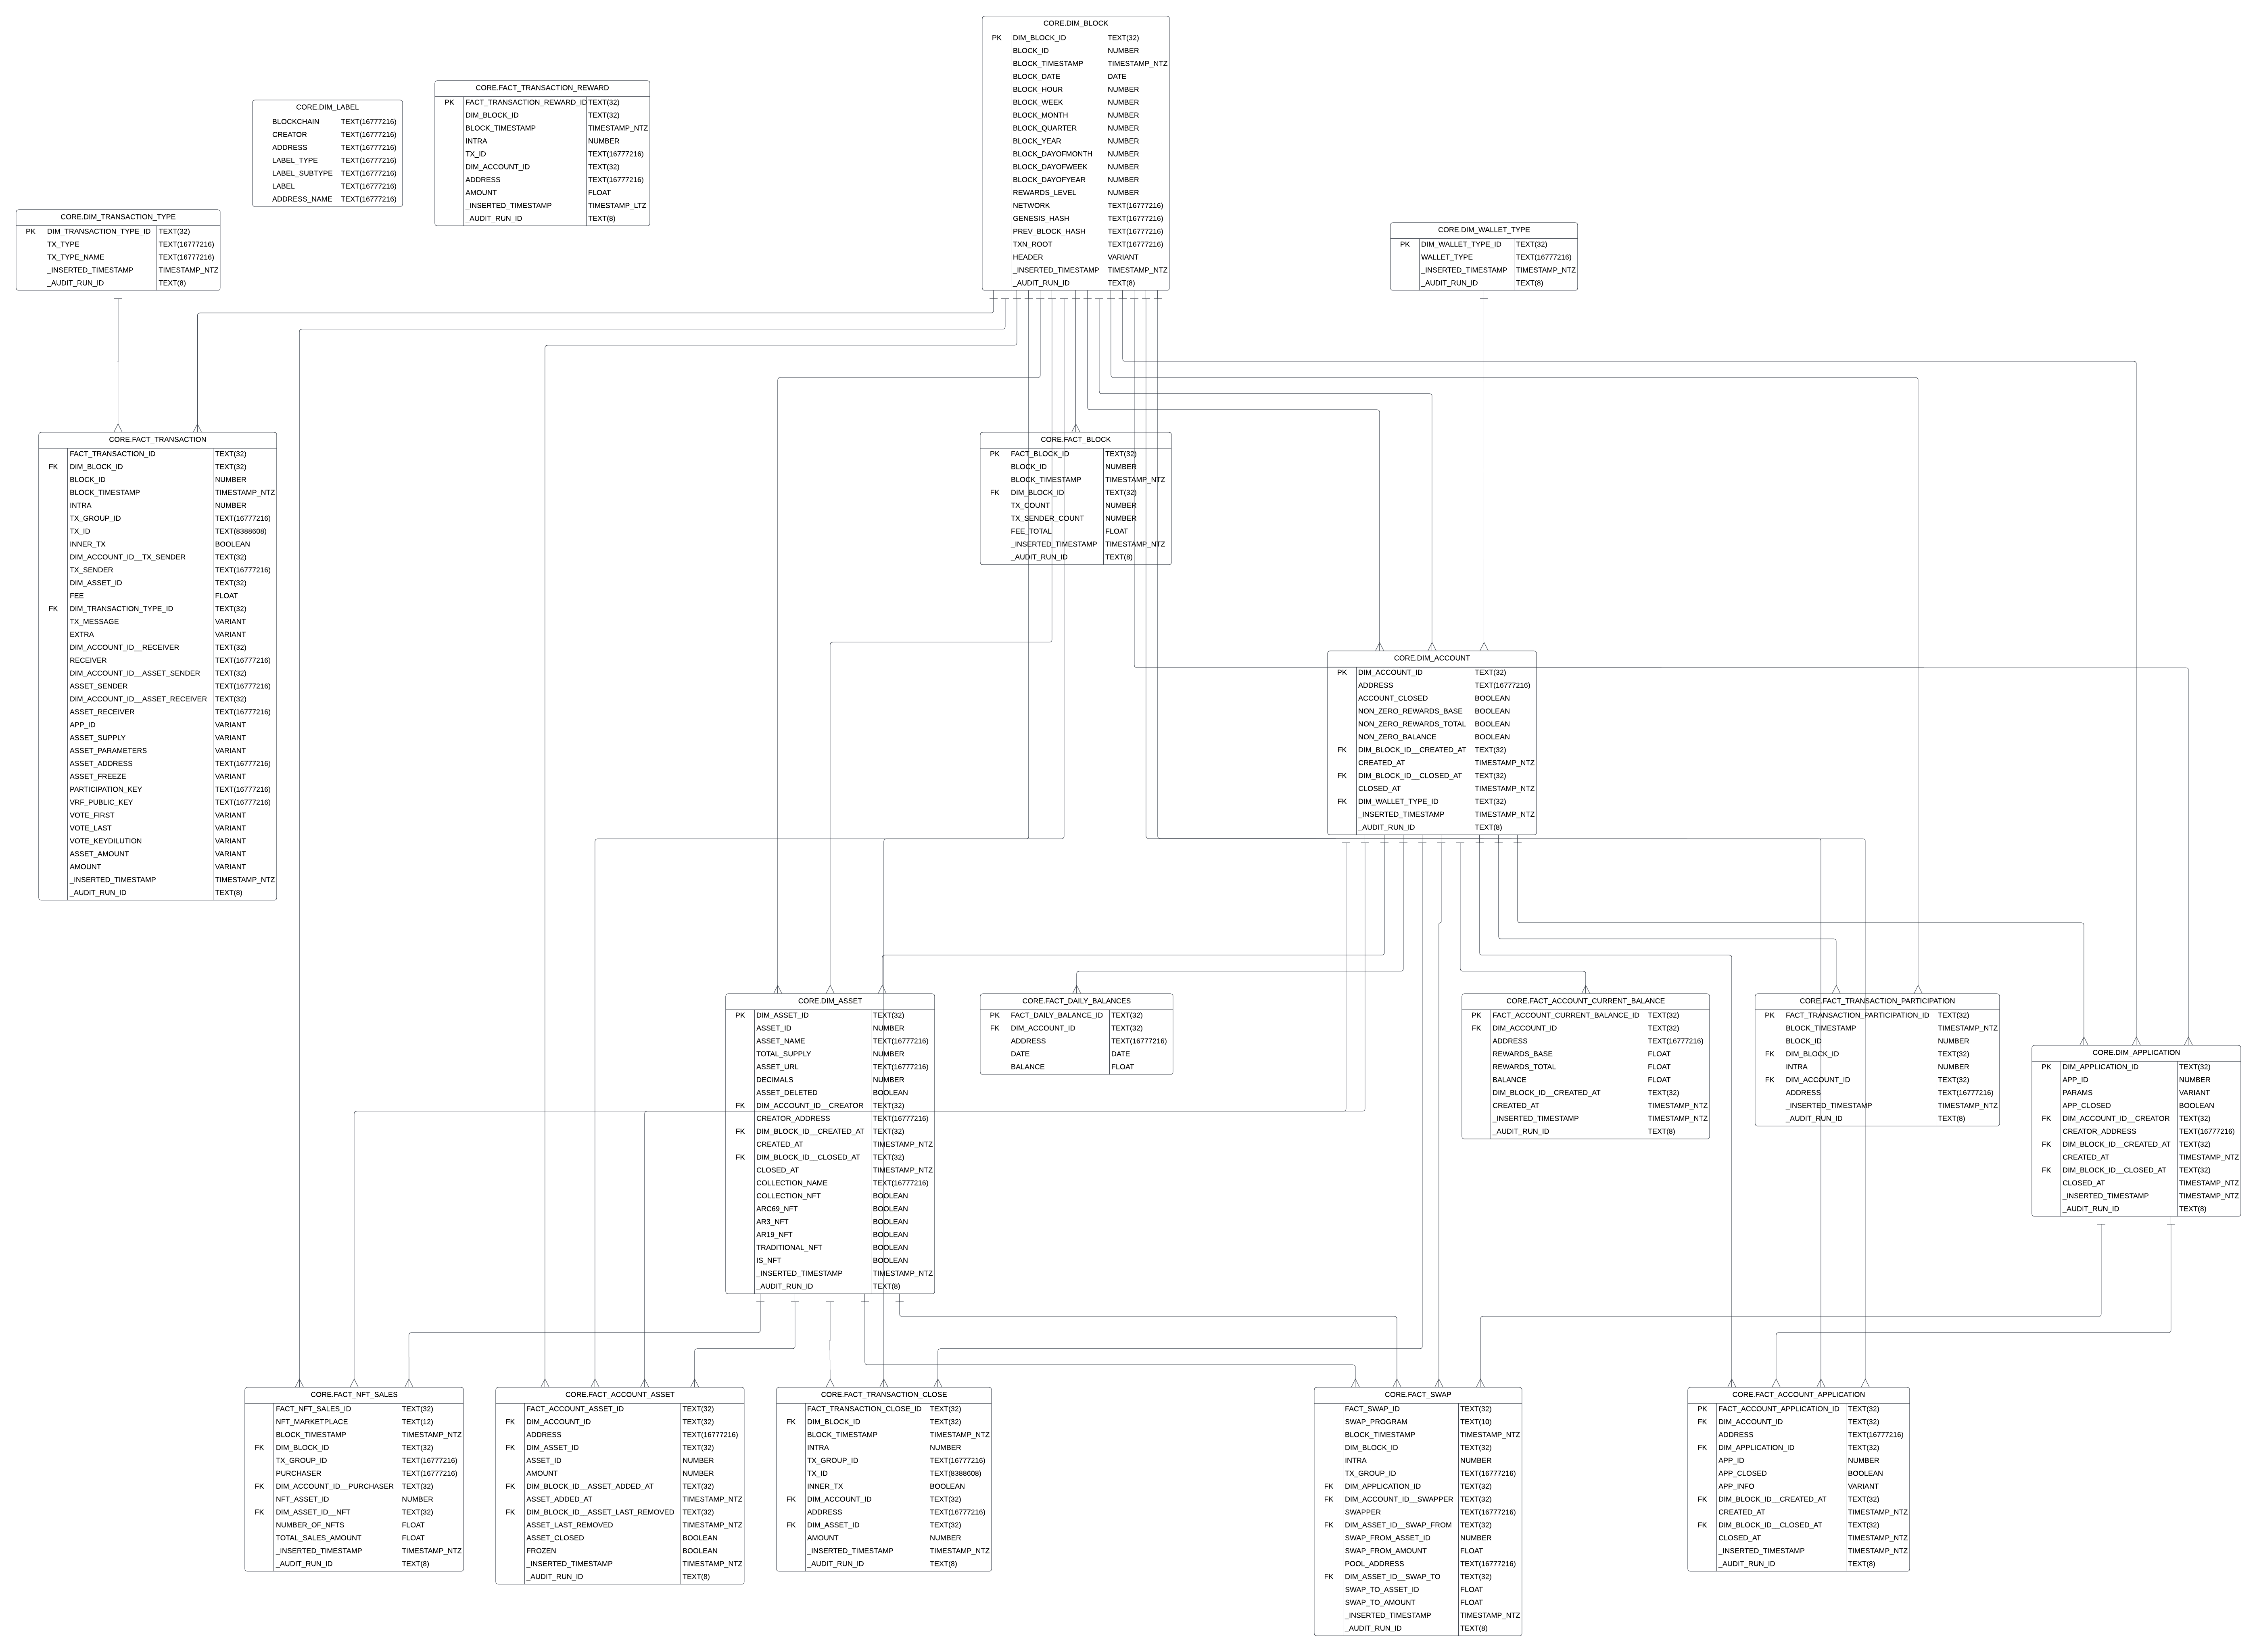 CORE.DIM_BLOCK
PK DIM_BLOCK_ID TEXT(32)
BLOCK_ID NUMBER
BLOCK_TIMESTAMP TIMESTAMP_NTZ
BLOCK_DATE DATE
BLOCK_HOUR NUMBER
BLOCK_WEEK NUMBER
BLOCK_MONTH NUMBER
BLOCK_QUARTER NUMBER
BLOCK_YEAR NUMBER
BLOCK_DAYOFMONTH NUMBER
BLOCK_DAYOFWEEK NUMBER
BLOCK_DAYOFYEAR NUMBER
REWARDS_LEVEL NUMBER
NETWORK TEXT(16777216)
GENESIS_HASH TEXT(16777216)
PREV_BLOCK_HASH TEXT(16777216)
TXN_ROOT TEXT(16777216)
HEADER VARIANT
_INSERTED_TIMESTAMP TIMESTAMP_NTZ
_AUDIT_RUN_ID TEXT(8)
CORE.FACT_TRANSACTION_REWARD
PK FACT_TRANSACTION_REWARD_ID TEXT(32)
DIM_BLOCK_ID TEXT(32)
BLOCK_TIMESTAMP TIMESTAMP_NTZ
INTRA NUMBER
TX_ID TEXT(16777216)
DIM_ACCOUNT_ID TEXT(32)
ADDRESS TEXT(16777216)
AMOUNT FLOAT
_INSERTED_TIMESTAMP TIMESTAMP_LTZ
_AUDIT_RUN_ID TEXT(8)
CORE.DIM_LABEL
BLOCKCHAIN TEXT(16777216)
CREATOR TEXT(16777216)
ADDRESS TEXT(16777216)
LABEL_TYPE TEXT(16777216)
LABEL_SUBTYPE TEXT(16777216)
LABEL TEXT(16777216)
ADDRESS_NAME TEXT(16777216)
CORE.DIM_TRANSACTION_TYPE
PK DIM_TRANSACTION_TYPE_ID TEXT(32)
TX_TYPE TEXT(16777216)
TX_TYPE_NAME TEXT(16777216)
_INSERTED_TIMESTAMP TIMESTAMP_NTZ
_AUDIT_RUN_ID TEXT(8)
CORE.DIM_WALLET_TYPE
PK DIM_WALLET_TYPE_ID TEXT(32)
WALLET_TYPE TEXT(16777216)
_INSERTED_TIMESTAMP TIMESTAMP_NTZ
_AUDIT_RUN_ID TEXT(8)
CORE.FACT_TRANSACTION
FACT_TRANSACTION_ID TEXT(32)
FK DIM_BLOCK_ID TEXT(32)
BLOCK_ID NUMBER
BLOCK_TIMESTAMP TIMESTAMP_NTZ
INTRA NUMBER
TX_GROUP_ID TEXT(16777216)
TX_ID TEXT(8388608)
INNER_TX BOOLEAN
DIM_ACCOUNT_ID__TX_SENDER TEXT(32)
TX_SENDER TEXT(16777216)
DIM_ASSET_ID TEXT(32)
FEE FLOAT
FK DIM_TRANSACTION_TYPE_ID TEXT(32)
TX_MESSAGE VARIANT
EXTRA VARIANT
DIM_ACCOUNT_ID__RECEIVER TEXT(32)
RECEIVER TEXT(16777216)
DIM_ACCOUNT_ID__ASSET_SENDER TEXT(32)
ASSET_SENDER TEXT(16777216)
DIM_ACCOUNT_ID__ASSET_RECEIVER TEXT(32)
ASSET_RECEIVER TEXT(16777216)
APP_ID VARIANT
ASSET_SUPPLY VARIANT
ASSET_PARAMETERS VARIANT
ASSET_ADDRESS TEXT(16777216)
ASSET_FREEZE VARIANT
PARTICIPATION_KEY TEXT(16777216)
VRF_PUBLIC_KEY TEXT(16777216)
VOTE_FIRST VARIANT
VOTE_LAST VARIANT
VOTE_KEYDILUTION VARIANT
ASSET_AMOUNT VARIANT
AMOUNT VARIANT
_INSERTED_TIMESTAMP TIMESTAMP_NTZ
_AUDIT_RUN_ID TEXT(8)
CORE.FACT_BLOCK
PK FACT_BLOCK_ID TEXT(32)
BLOCK_ID NUMBER
BLOCK_TIMESTAMP TIMESTAMP_NTZ
FK DIM_BLOCK_ID TEXT(32)
TX_COUNT NUMBER
TX_SENDER_COUNT NUMBER
FEE_TOTAL FLOAT
_INSERTED_TIMESTAMP TIMESTAMP_NTZ
_AUDIT_RUN_ID TEXT(8)
CORE.DIM_ACCOUNT
PK DIM_ACCOUNT_ID TEXT(32)
ADDRESS TEXT(16777216)
ACCOUNT_CLOSED BOOLEAN
NON_ZERO_REWARDS_BASE BOOLEAN
NON_ZERO_REWARDS_TOTAL BOOLEAN
NON_ZERO_BALANCE BOOLEAN
FK DIM_BLOCK_ID__CREATED_AT TEXT(32)
CREATED_AT TIMESTAMP_NTZ
FK DIM_BLOCK_ID__CLOSED_AT TEXT(32)
CLOSED_AT TIMESTAMP_NTZ
FK DIM_WALLET_TYPE_ID TEXT(32)
_INSERTED_TIMESTAMP TIMESTAMP_NTZ
_AUDIT_RUN_ID TEXT(8)
CORE.DIM_ASSET
PK DIM_ASSET_ID TEXT(32)
ASSET_ID NUMBER
ASSET_NAME TEXT(16777216)
TOTAL_SUPPLY NUMBER
ASSET_URL TEXT(16777216)
DECIMALS NUMBER
ASSET_DELETED BOOLEAN
FK DIM_ACCOUNT_ID__CREATOR TEXT(32)
CREATOR_ADDRESS TEXT(16777216)
FK DIM_BLOCK_ID__CREATED_AT TEXT(32)
CREATED_AT TIMESTAMP_NTZ
FK DIM_BLOCK_ID__CLOSED_AT TEXT(32)
CLOSED_AT TIMESTAMP_NTZ
COLLECTION_NAME TEXT(16777216)
COLLECTION_NFT BOOLEAN
ARC69_NFT BOOLEAN
AR3_NFT BOOLEAN
AR19_NFT BOOLEAN
TRADITIONAL_NFT BOOLEAN
IS_NFT BOOLEAN
_INSERTED_TIMESTAMP TIMESTAMP_NTZ
_AUDIT_RUN_ID TEXT(8)
CORE.FACT_DAILY_BALANCES
PK FACT_DAILY_BALANCE_ID TEXT(32)
FK DIM_ACCOUNT_ID TEXT(32)
ADDRESS TEXT(16777216)
DATE DATE
BALANCE FLOAT
CORE.FACT_ACCOUNT_CURRENT_BALANCE
PK FACT_ACCOUNT_CURRENT_BALANCE_ID TEXT(32)
FK DIM_ACCOUNT_ID TEXT(32)
ADDRESS TEXT(16777216)
REWARDS_BASE FLOAT
REWARDS_TOTAL FLOAT
BALANCE FLOAT
DIM_BLOCK_ID__CREATED_AT TEXT(32)
CREATED_AT TIMESTAMP_NTZ
_INSERTED_TIMESTAMP TIMESTAMP_NTZ
_AUDIT_RUN_ID TEXT(8)
CORE.FACT_TRANSACTION_PARTICIPATION
PK FACT_TRANSACTION_PARTICIPATION_ID TEXT(32)
BLOCK_TIMESTAMP TIMESTAMP_NTZ
BLOCK_ID NUMBER
FK DIM_BLOCK_ID TEXT(32)
INTRA NUMBER
FK DIM_ACCOUNT_ID TEXT(32)
ADDRESS TEXT(16777216)
_INSERTED_TIMESTAMP TIMESTAMP_NTZ
_AUDIT_RUN_ID TEXT(8)
CORE.DIM_APPLICATION
PK DIM_APPLICATION_ID TEXT(32)
APP_ID NUMBER
PARAMS VARIANT
APP_CLOSED BOOLEAN
FK DIM_ACCOUNT_ID__CREATOR TEXT(32)
CREATOR_ADDRESS TEXT(16777216)
FK DIM_BLOCK_ID__CREATED_AT TEXT(32)
CREATED_AT TIMESTAMP_NTZ
FK DIM_BLOCK_ID__CLOSED_AT TEXT(32)
CLOSED_AT TIMESTAMP_NTZ
_INSERTED_TIMESTAMP TIMESTAMP_NTZ
_AUDIT_RUN_ID TEXT(8)
CORE.FACT_NFT_SALES
FACT_NFT_SALES_ID TEXT(32)
NFT_MARKETPLACE TEXT(12)
BLOCK_TIMESTAMP TIMESTAMP_NTZ
FK DIM_BLOCK_ID TEXT(32)
TX_GROUP_ID TEXT(16777216)
PURCHASER TEXT(16777216)
FK DIM_ACCOUNT_ID__PURCHASER TEXT(32)
NFT_ASSET_ID NUMBER
FK DIM_ASSET_ID__NFT TEXT(32)
NUMBER_OF_NFTS FLOAT
TOTAL_SALES_AMOUNT FLOAT
_INSERTED_TIMESTAMP TIMESTAMP_NTZ
_AUDIT_RUN_ID TEXT(8)
CORE.FACT_ACCOUNT_ASSET
FACT_ACCOUNT_ASSET_ID TEXT(32)
FK DIM_ACCOUNT_ID TEXT(32)
ADDRESS TEXT(16777216)
FK DIM_ASSET_ID TEXT(32)
ASSET_ID NUMBER
AMOUNT NUMBER
FK DIM_BLOCK_ID__ASSET_ADDED_AT TEXT(32)
ASSET_ADDED_AT TIMESTAMP_NTZ
FK DIM_BLOCK_ID__ASSET_LAST_REMOVED TEXT(32)
ASSET_LAST_REMOVED TIMESTAMP_NTZ
ASSET_CLOSED BOOLEAN
FROZEN BOOLEAN
_INSERTED_TIMESTAMP TIMESTAMP_NTZ
_AUDIT_RUN_ID TEXT(8)
CORE.FACT_TRANSACTION_CLOSE
FACT_TRANSACTION_CLOSE_ID TEXT(32)
FK DIM_BLOCK_ID TEXT(32)
BLOCK_TIMESTAMP TIMESTAMP_NTZ
INTRA NUMBER
TX_GROUP_ID TEXT(16777216)
TX_ID TEXT(8388608)
INNER_TX BOOLEAN
FK DIM_ACCOUNT_ID TEXT(32)
ADDRESS TEXT(16777216)
FK DIM_ASSET_ID TEXT(32)
AMOUNT NUMBER
_INSERTED_TIMESTAMP TIMESTAMP_NTZ
_AUDIT_RUN_ID TEXT(8)
CORE.FACT_SWAP
FACT_SWAP_ID TEXT(32)
SWAP_PROGRAM TEXT(10)
BLOCK_TIMESTAMP TIMESTAMP_NTZ
DIM_BLOCK_ID TEXT(32)
INTRA NUMBER
TX_GROUP_ID TEXT(16777216)
FK DIM_APPLICATION_ID TEXT(32)
FK DIM_ACCOUNT_ID__SWAPPER TEXT(32)
SWAPPER TEXT(16777216)
FK DIM_ASSET_ID__SWAP_FROM TEXT(32)
SWAP_FROM_ASSET_ID NUMBER
SWAP_FROM_AMOUNT FLOAT
POOL_ADDRESS TEXT(16777216)
FK DIM_ASSET_ID__SWAP_TO TEXT(32)
SWAP_TO_ASSET_ID FLOAT
SWAP_TO_AMOUNT FLOAT
_INSERTED_TIMESTAMP TIMESTAMP_NTZ
_AUDIT_RUN_ID TEXT(8)
CORE.FACT_ACCOUNT_APPLICATION
PK FACT_ACCOUNT_APPLICATION_ID TEXT(32)
FK DIM_ACCOUNT_ID TEXT(32)
ADDRESS TEXT(16777216)
FK DIM_APPLICATION_ID TEXT(32)
APP_ID NUMBER
APP_CLOSED BOOLEAN
APP_INFO VARIANT
FK DIM_BLOCK_ID__CREATED_AT TEXT(32)
CREATED_AT TIMESTAMP_NTZ
FK DIM_BLOCK_ID__CLOSED_AT TEXT(32)
CLOSED_AT TIMESTAMP_NTZ
_INSERTED_TIMESTAMP TIMESTAMP_NTZ
_AUDIT_RUN_ID TEXT(8)